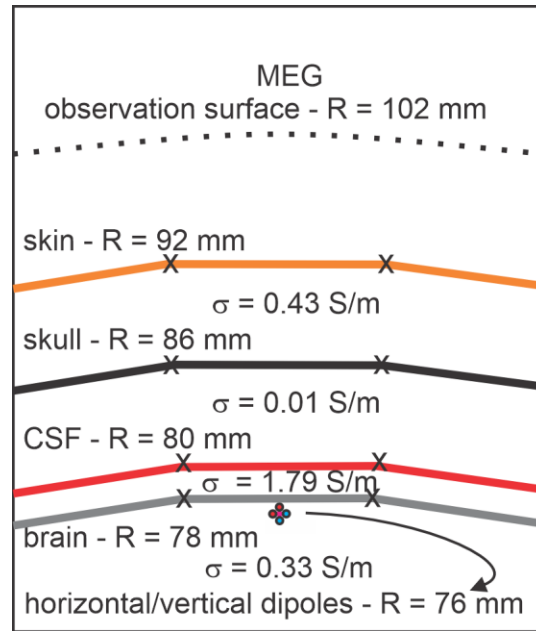 MEG
observation surface - R = 102 mm
skin - R = 92 mm
σ = 0.43 S/m
skull - R = 86 mm
σ = 0.01 S/m
CSF - R = 80 mm
σ = 1.79 S/m
brain - R = 78 mm
σ = 0.33 S/m
horizontal/vertical dipoles - R = 76 mm